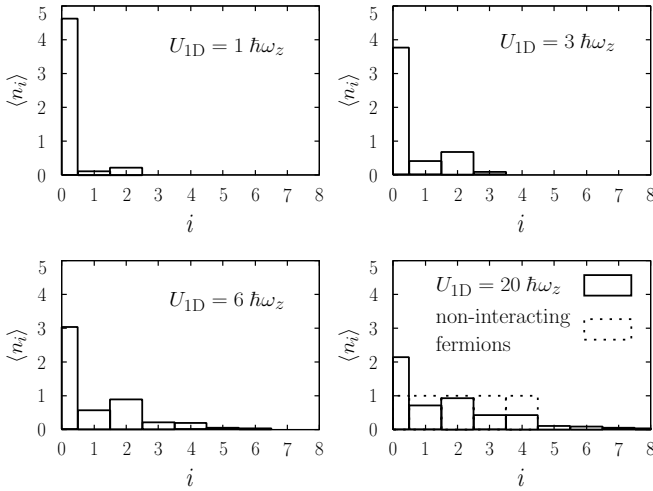 5
4
3
2
1
0
⟨n_i⟩
U_1D = 1 ℏω_z
0 1 2 3 4 5 6 7 8
i
5
4
3
2
1
0
⟨n_i⟩
U_1D = 3 ℏω_z
0 1 2 3 4 5 6 7 8
i
5
4
3
2
1
0
⟨n_i⟩
U_1D = 6 ℏω_z
0 1 2 3 4 5 6 7 8
i
5
4
3
2
1
0
⟨n_i⟩
U_1D = 20 ℏω_z
non-interacting
fermions
0 1 2 3 4 5 6 7 8
i